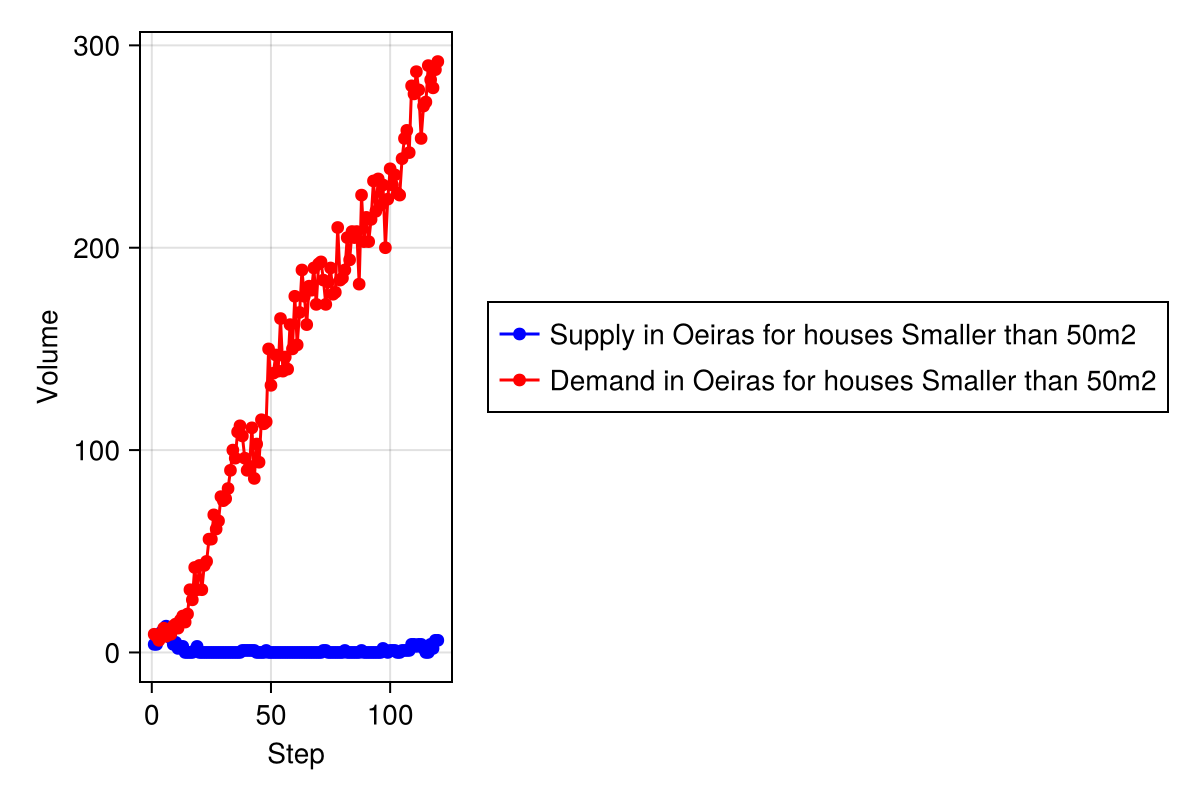 300
200
100
0
Volume
0 50 100
Step
Supply in Oeiras for houses Smaller than 50m2
Demand in Oeiras for houses Smaller than 50m2